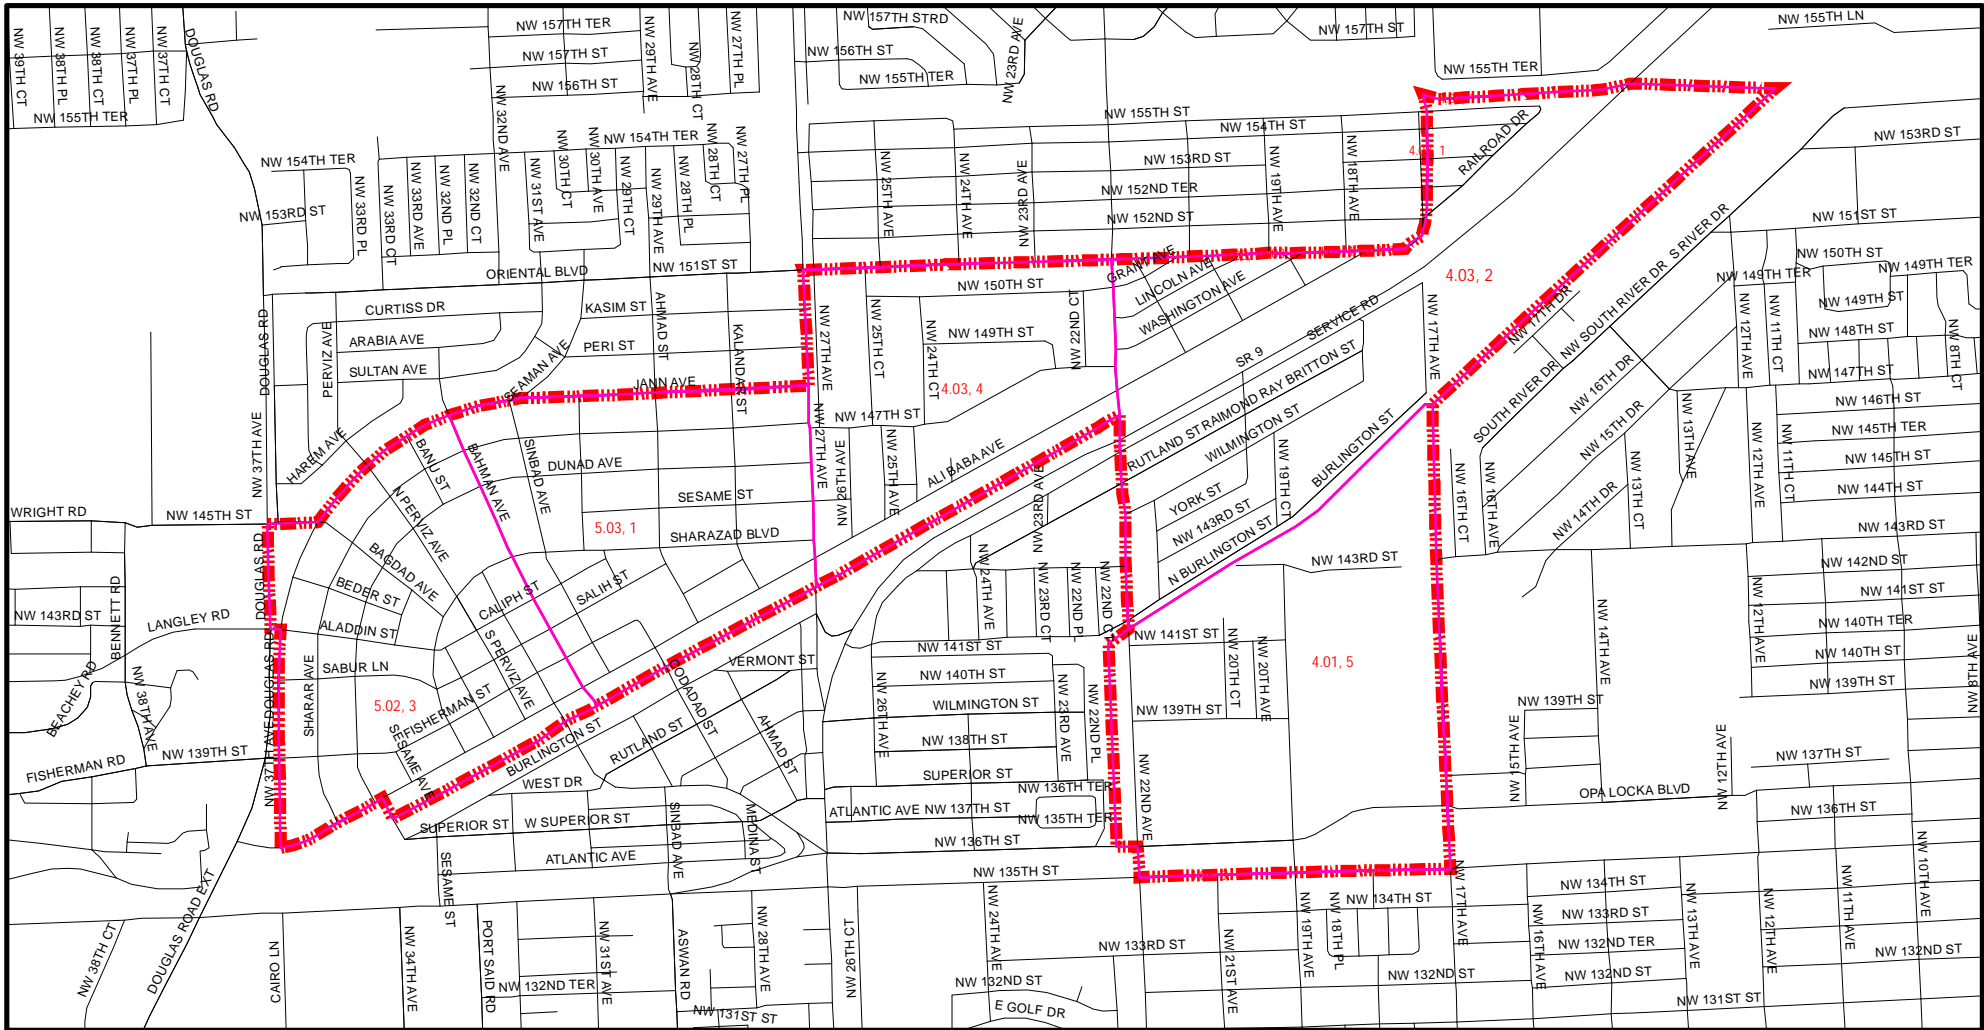 NW 157TH TER
NW 157TH ST
NW 156TH ST
NW 39TH CT
NW 38TH PL
NW 38TH CT
NW 37TH PL
NW 37TH CT
DOUGLAS RD
NW 155TH TER
NW 32ND AVE
NW 29TH AVE
NW 28TH CT
NW 27TH PL
NW 157TH STRD
NW 156TH ST
NW 155TH TER
NW 23RD AVE
NW 157TH ST
NW 155TH TER
NW 155TH LN
NW 155TH ST
NW 154TH ST
NW 153RD ST
NW 152ND TER
NW 152ND ST
NW 25TH AVE
NW 24TH AVE
NW 23RD AVE
NW 19TH AVE
NW 18TH AVE
RAILROAD DR
NW 153RD ST
NW 154TH TER
NW 153RD ST
NW 33RD PL
NW 33RD CT
NW 33RD AVE
NW 32ND PL
NW 32ND CT
NW 31ST AVE
NW 30TH CT
NW 30TH AVE
NW 29TH CT
NW 29TH AVE
NW 28TH PL
NW 28TH CT
NW 27TH PL
NW 154TH TER
ORIENTAL BLVD
NW 151ST ST
CURTISS DR
ARABIA AVE
SULTAN AVE
PERVIZ AVE
DOUGLAS RD
NW 37TH AVE
HAREM AVE
SEAMAN AVE
KASIM ST
PERI ST
JANN AVE
AHMAD ST
KALANDAR ST
NW 27TH AVE
NW 25TH CT
NW 24TH CT
NW 150TH ST
NW 149TH ST
NW 22ND CT
4.03, 4
NW 147TH ST
GRANT AVE
LINCOLN AVE
WASHINGTON AVE
4.03, 2
SERVICE RD
SR 9
NW 17TH AVE
NW 17TH DR
NW SOUTH RIVER DR
S RIVER DR
SOUTH RIVER DR
NW 151ST ST
NW 150TH ST
NW 149TH TER
NW 149TH TER
NW 149TH ST
NW 148TH ST
NW 147TH ST
NW 146TH ST
NW 145TH TER
NW 145TH ST
NW 144TH ST
NW 143RD ST
NW 142ND ST
NW 141ST ST
NW 140TH TER
NW 140TH ST
NW 139TH ST
NW 12TH AVE
NW 11TH CT
NW 8TH CT
NW 12TH AVE
NW 11TH CT
NW 13TH AVE
NW 13TH CT
NW 16TH DR
NW 15TH DR
NW 14TH DR
NW 16TH CT
NW 16TH AVE
NW 12TH AVE
NW 8TH AVE
ALI BABA AVE
RUTLAND ST
RAIMOND RAY BRITTON ST
WILMINGTON ST
BURLINGTON ST
YORK ST
NW 143RD ST
N BURLINGTON ST
NW 19TH CT
NW 143RD ST
NW 14TH AVE
NW 27TH AVE
NW 26TH AVE
NW 25TH AVE
NW 23RD AVE
BANU ST
BAHMAN AVE
SINBAD AVE
DUNAD AVE
SESAME ST
SHARAZAD BLVD
5.03, 1
N PERVIZ AVE
WRIGHT RD
NW 145TH ST
BAGDAD AVE
BEDER ST
CALIPH ST
SALIH ST
ALADDIN ST
SABUR LN
FISHERMAN ST
S PERVIZ AVE
SHARAR AVE
5.02, 3
SESAME AVE
DOUGLAS RD
NW 37TH AVE
DOUGLAS RD
NW 143RD ST
BENNETT RD
LANGLEY RD
BEACHEY RD
NW 38TH AVE
NW 139TH ST
FISHERMAN RD
GODADAD ST
VERMONT ST
AHMAD ST
BURLINGTON ST
RUTLAND ST
WEST DR
SUPERIOR ST
W SUPERIOR ST
ATLANTIC AVE
SINBAD AVE
MEDINA ST
NW 24TH AVE
NW 23RD CT
NW 22ND PL
NW 22ND CT
NW 141ST ST
NW 140TH ST
WILMINGTON ST
NW 138TH ST
SUPERIOR ST
ATLANTIC AVE
NW 137TH ST
NW 136TH TER
NW 135TH TER
NW 136TH ST
NW 135TH ST
NW 26TH AVE
NW 23RD AVE
NW 22ND PL
NW 22ND AVE
NW 141ST ST
NW 139TH ST
NW 20TH CT
NW 20TH AVE
4.01, 5
NW 139TH ST
NW 15TH AVE
NW 12TH AVE
NW 137TH ST
OPA LOCKA BLVD
NW 136TH ST
NW 10TH AVE
NW 134TH ST
NW 133RD ST
NW 132ND TER
NW 132ND ST
NW 132ND ST
NW 131ST ST
NW 16TH AVE
NW 13TH AVE
NW 12TH AVE
NW 11TH AVE
NW 134TH ST
NW 132ND ST
NW 17TH AVE
NW 18TH PL
NW 19TH AVE
NW 21ST AVE
NW 133RD ST
NW 132ND ST
E GOLF DR
NW 24TH AVE
NW 26TH CT
NW 28TH AVE
ASWAN RD
NW 131ST ST
NW 31ST AVE
NW 132ND TER
PORT SAID RD
SESAME ST
NW 34TH AVE
CAIRO LN
DOUGLAS ROAD EXT
NW 38TH CT